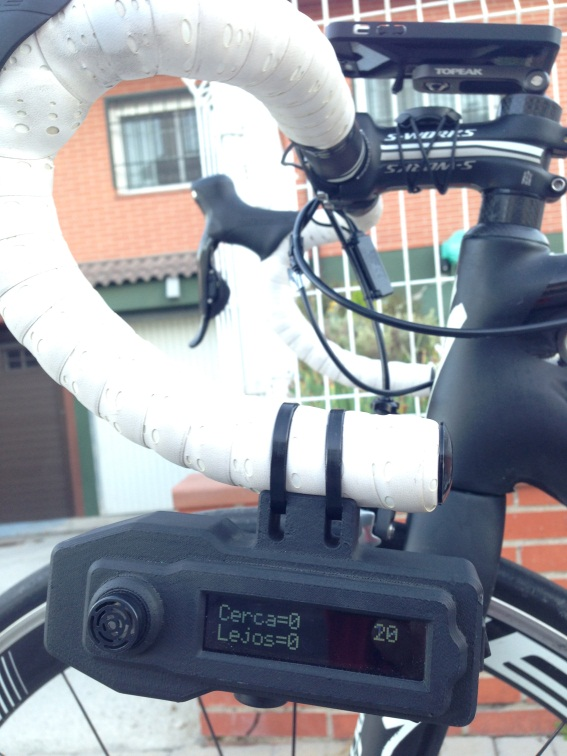 TOPEAK
S-WORKS
S-WORKS
Cerca=0 20
Lejos=0